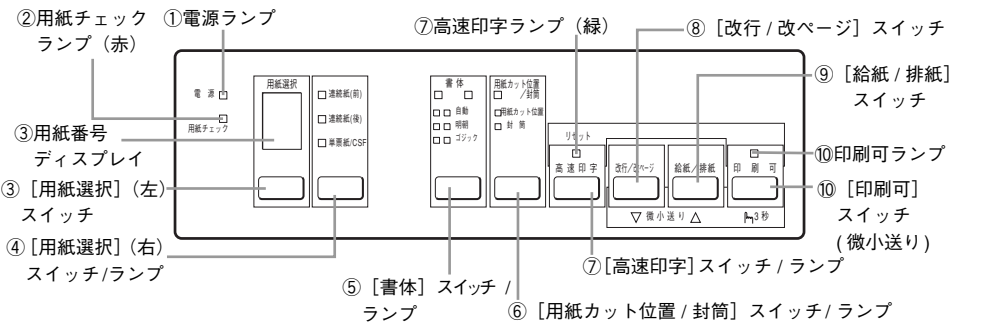 ②用紙チェック
ランプ（赤）
①電源ランプ
⑦高速印字ランプ（緑）
⑧［改行 / 改ページ］スイッチ
⑨［給紙 / 排紙］
スイッチ
電 源
用紙チェック
用紙選択
連続紙(前)
連続紙(後)
単票紙/CSF
書 体
自動
明朝
ゴジック
用紙カット位置
／封筒
用紙カット位置
封 筒
リセット
高 速 印 字
改行／改ページ
給紙／排紙
印 刷 可
▽ 微 小 送 り △
3 秒
③用紙番号
ディスプレイ
③［用紙選択］（左）
スイッチ
④［用紙選択］（右）
スイッチ/ランプ
⑤［書体］スイッチ /
ランプ
⑥［用紙カット位置 / 封筒］スイッチ / ランプ
⑦［高速印字］スイッチ / ランプ
⑩印刷可ランプ
⑩［印刷可］
スイッチ
（微小送り）